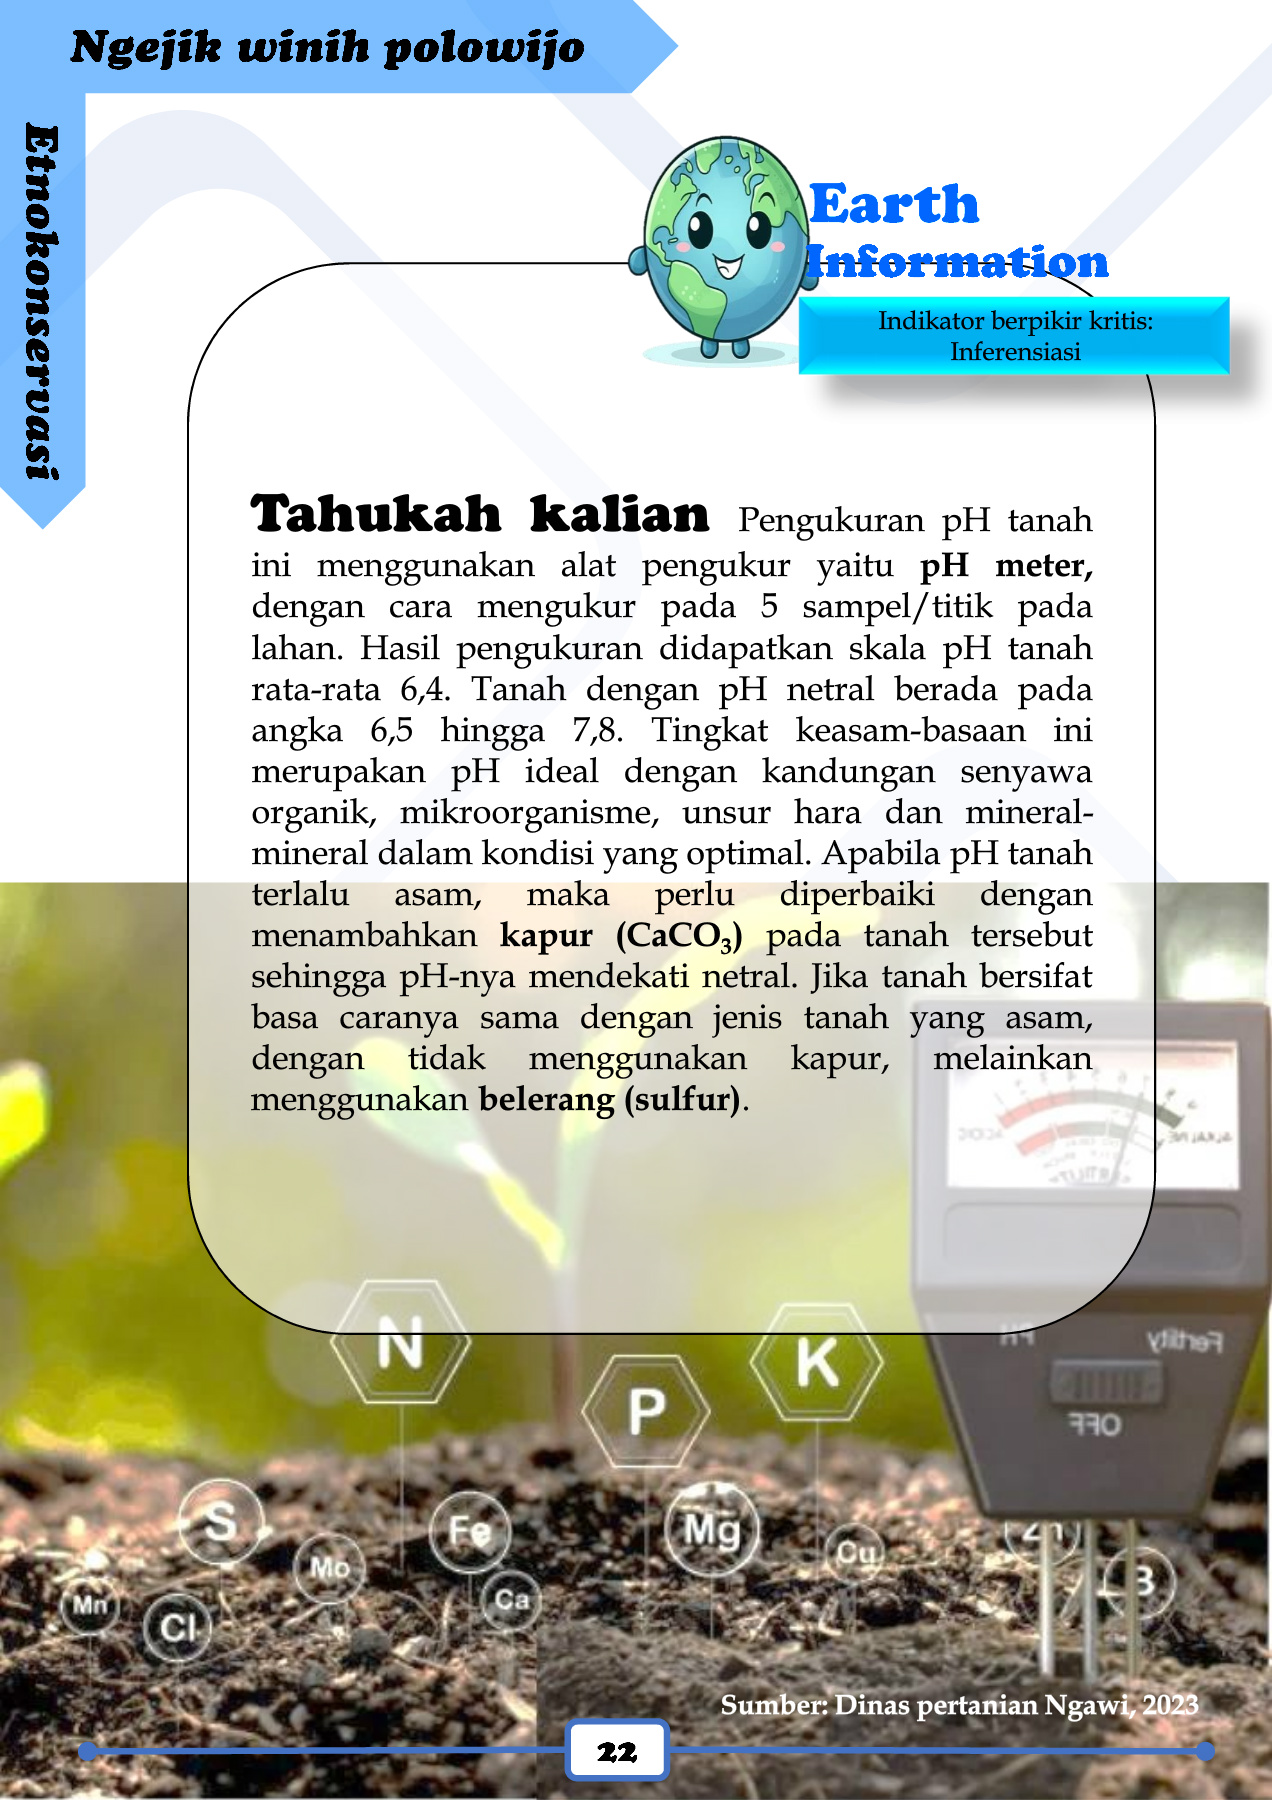 Ngejik winih polowijo
Etnokonservasi
Earth
Information
Indikator berpikir kritis:
Inferensiasi
Tahukah kalian Pengukuran pH tanah
ini menggunakan alat pengukur yaitu pH meter,
dengan cara mengukur pada 5 sampel/titik pada
lahan. Hasil pengukuran didapatkan skala pH tanah
rata-rata 6,4. Tanah dengan pH netral berada pada
angka 6,5 hingga 7,8. Tingkat keasam-basaan ini
merupakan pH ideal dengan kandungan senyawa
organik, mikroorganisme, unsur hara dan mineral-
mineral dalam kondisi yang optimal. Apabila pH tanah
terlalu asam, maka perlu diperbaiki dengan
menambahkan kapur (CaCO₃) pada tanah tersebut
sehingga pH-nya mendekati netral. Jika tanah bersifat
basa caranya sama dengan jenis tanah yang asam,
dengan tidak menggunakan kapur, melainkan
menggunakan belerang (sulfur).
ACIDIC
ALKALINE
FERTILITY
PH
Fertlity
OFF
N
P
K
S
Fe
Mg
Mo
Cu
Zn
Mn
Cl
Ca
B
Sumber: Dinas pertanian Ngawi, 2023
22